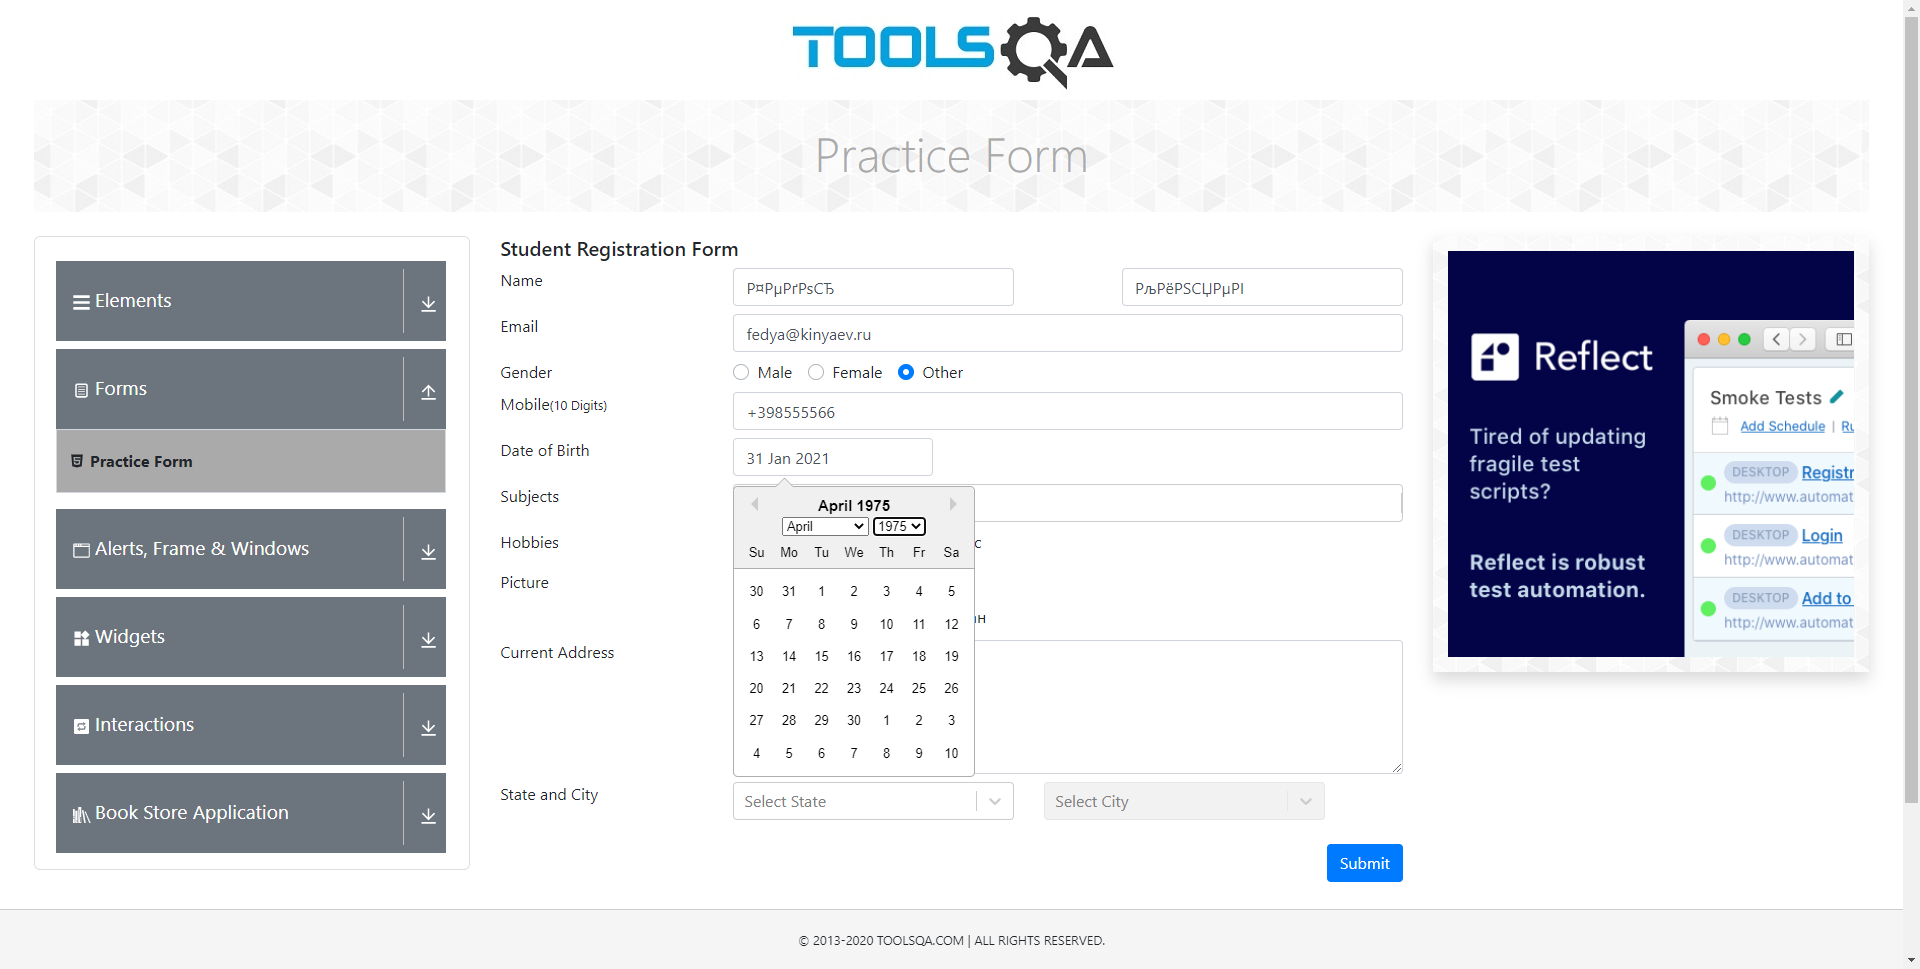 TOOLSQA
Practice Form
Elements
Forms
Practice Form
Alerts, Frame & Windows
Widgets
Interactions
Book Store Application
Student Registration Form
Name
Р¤РµРґРѕСЂ
РљРёРЅСЏРµРІ
Email
fedya@kinyaev.ru
Gender
Male Female Other
Mobile(10 Digits)
+398555566
Date of Birth
31 Jan 2021
Subjects
April 1975
April 1975
Su Mo Tu We Th Fr Sa
30 31 1 2 3 4 5
6 7 8 9 10 11 12
13 14 15 16 17 18 19
20 21 22 23 24 25 26
27 28 29 30 1 2 3
4 5 6 7 8 9 10
Hobbies
Picture
Current Address
State and City
Select State
Select City
Submit
Reflect
Tired of updating
fragile test
scripts?
Reflect is robust
test automation.
Smoke Tests
Add Schedule | Ru
DESKTOP Registr
http://www.automat
DESKTOP Login
http://www.automat
DESKTOP Add to
http://www.automat
© 2013-2020 TOOLSQA.COM | ALL RIGHTS RESERVED.